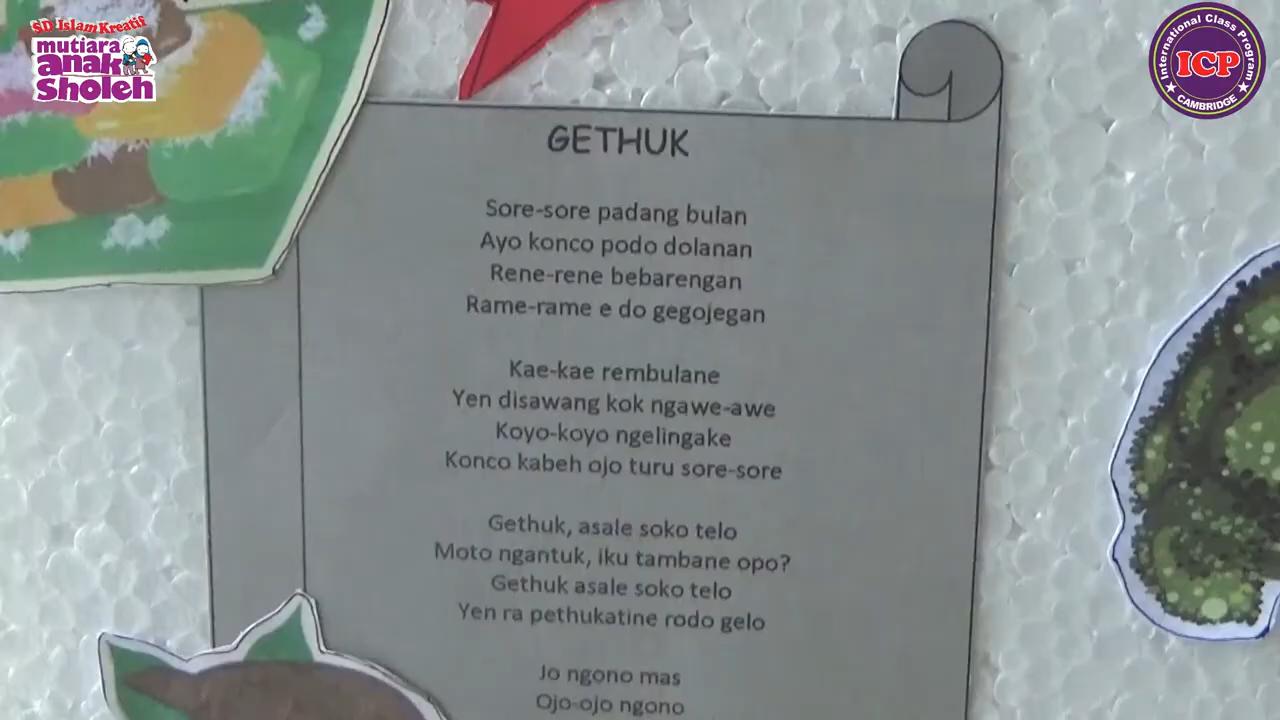 SD Islam Kreatif
mutiara
anak
sholeh
International Class Program
ICP
CAMBRIDGE
GETHUK
Sore-sore padang bulan
Ayo konco podo dolanan
Rene-rene bebarengan
Rame-rame e do gegojegan
Kae-kae rembulane
Yen disawang kok ngawe-awe
Koyo-koyo ngelingake
Konco kabeh ojo turu sore-sore
Gethuk, asale soko telo
Moto ngantuk, iku tambane opo?
Gethuk asale soko telo
Yen ra pethukatine rodo gelo
Jo ngono mas
Ojo-ojo ngono